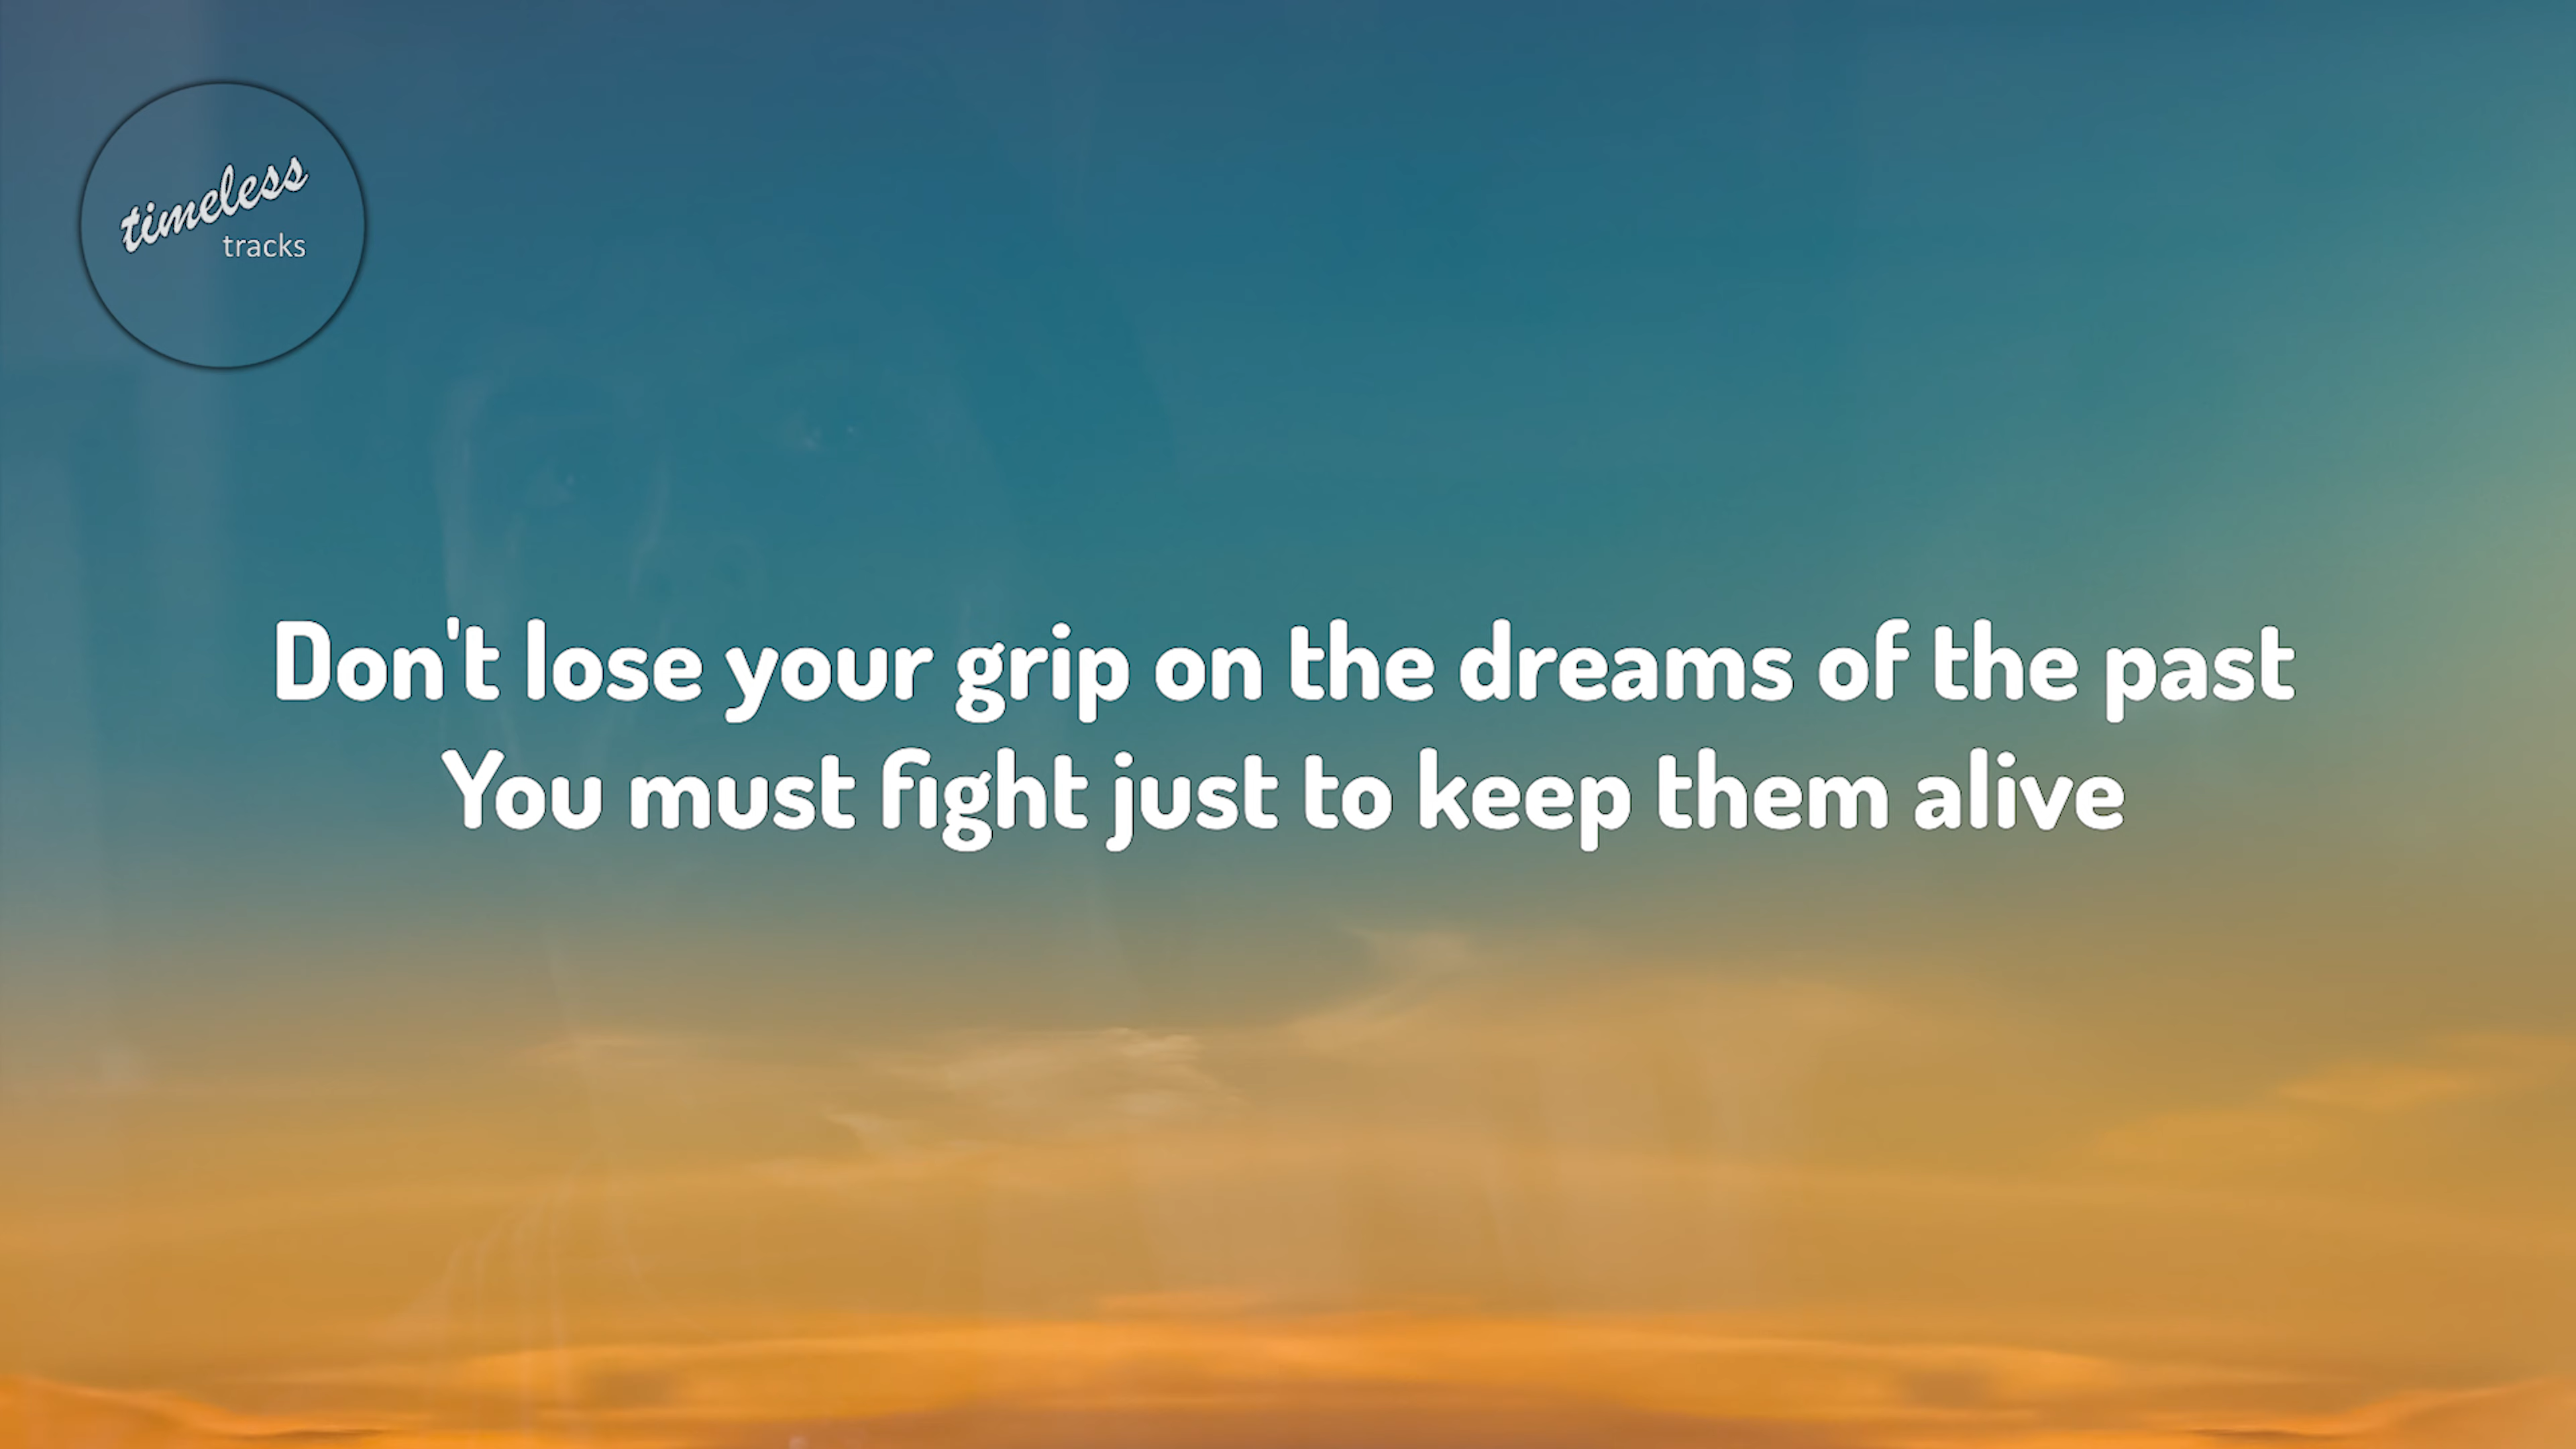 timeless
tracks
Don't lose your grip on the dreams of the past
You must fight just to keep them alive